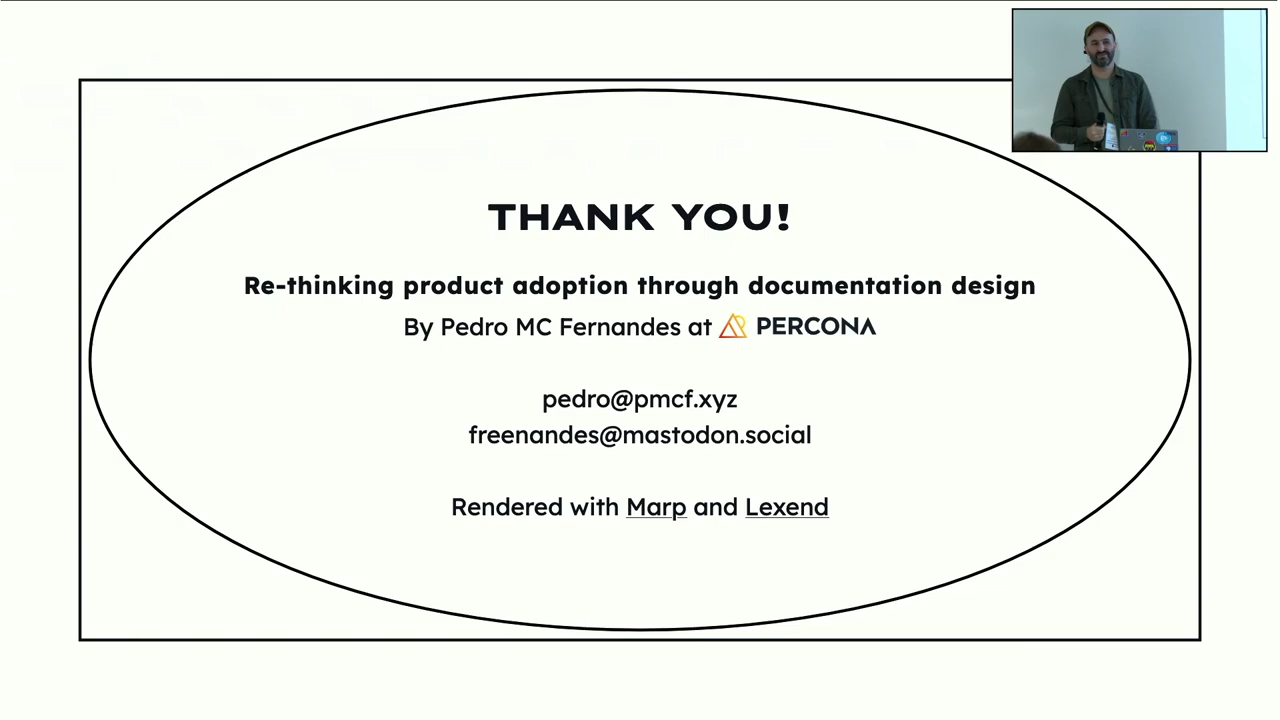 THANK YOU!
Re-thinking product adoption through documentation design
By Pedro MC Fernandes at PERCONA
pedro@pmcf.xyz
freenandes@mastodon.social
Rendered with Marp and Lexend